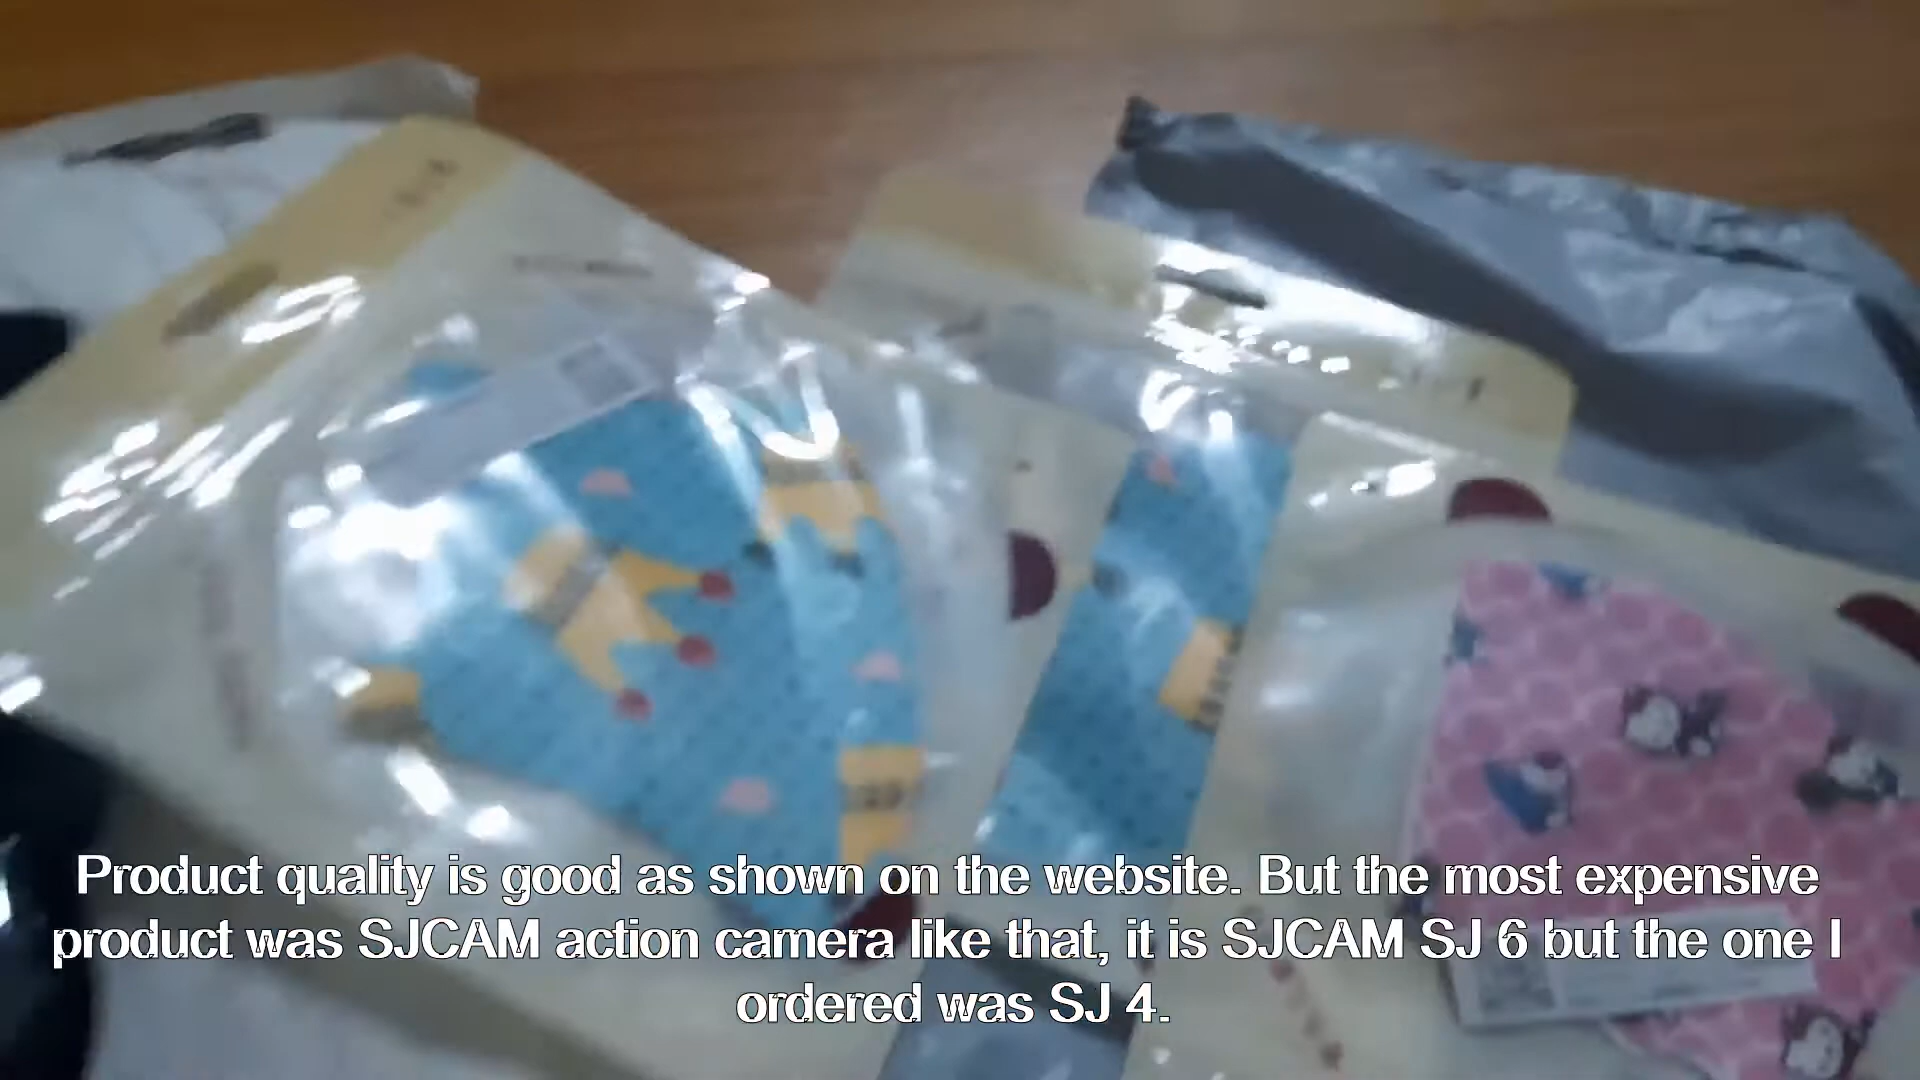 Product quality is good as shown on the website. But the most expensive
product was SJCAM action camera like that, it is SJCAM SJ 6 but the one I
ordered was SJ 4.